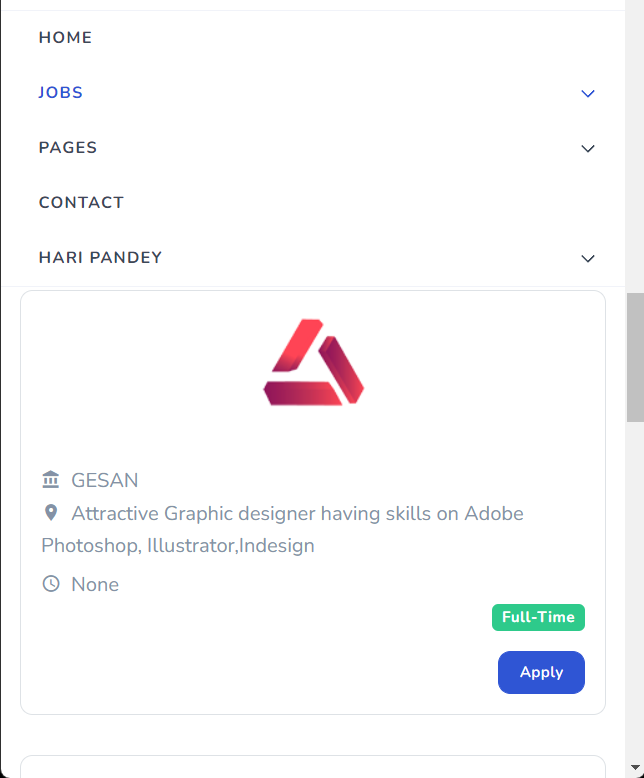 HOME
JOBS
PAGES
CONTACT
HARI PANDEY
GESAN
Attractive Graphic designer having skills on Adobe
Photoshop, Illustrator,Indesign
None
Full-Time
Apply